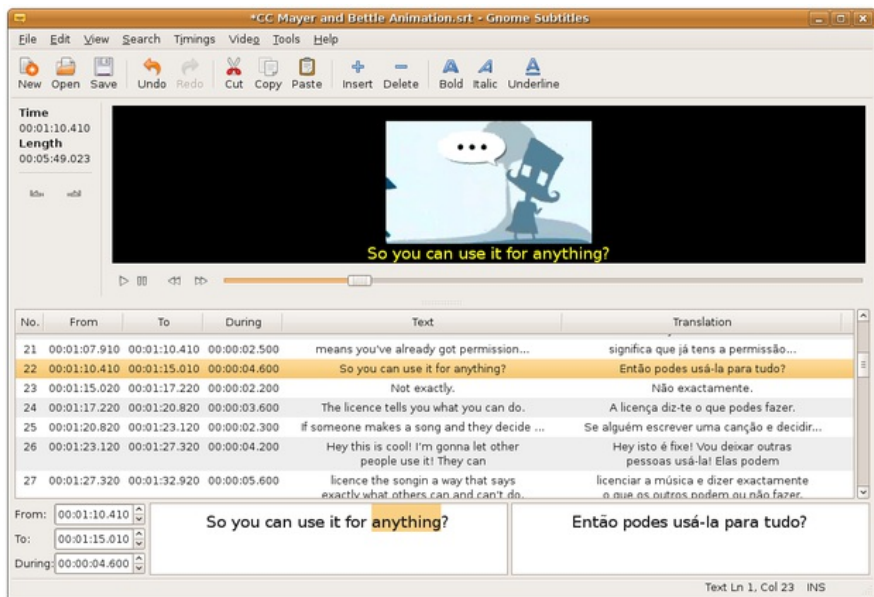 *CC Mayer and Bettle Animation.srt - Gnome Subtitles
File Edit View Search Timings Video Tools Help
New Open Save Undo Redo Cut Copy Paste Insert Delete Bold Italic Underline
Time
00:01:10.410
Length
00:05:49.023
So you can use it for anything?
No. From To During Text Translation
21 00:01:07.910 00:01:10.410 00:00:02.500 means you've already got permission... significa que já tens a permissão...
22 00:01:10.410 00:01:15.010 00:00:04.600 So you can use it for anything? Então podes usá-la para tudo?
23 00:01:15.020 00:01:17.220 00:00:02.200 Not exactly. Não exactamente.
24 00:01:17.220 00:01:20.820 00:00:03.600 The licence tells you what you can do. A licença diz-te o que podes fazer.
25 00:01:20.820 00:01:23.120 00:00:02.300 If someone makes a song and they decide ... Se alguém escrever uma canção e decidir...
26 00:01:23.120 00:01:27.320 00:00:04.200 Hey this is cool! I'm gonna let other Hey isto é fixe! Vou deixar outras
people use it! They can pessoas usá-la! Elas podem
27 00:01:27.320 00:01:32.920 00:00:05.600 licence the songin a way that says licenciar a música e dizer exactamente
exactly what others can and can't do. o que os outros podem ou não fazer.
From: 00:01:10.410
To: 00:01:15.010
During: 00:00:04.600
So you can use it for anything?
Então podes usá-la para tudo?
Text Ln 1, Col 23 INS